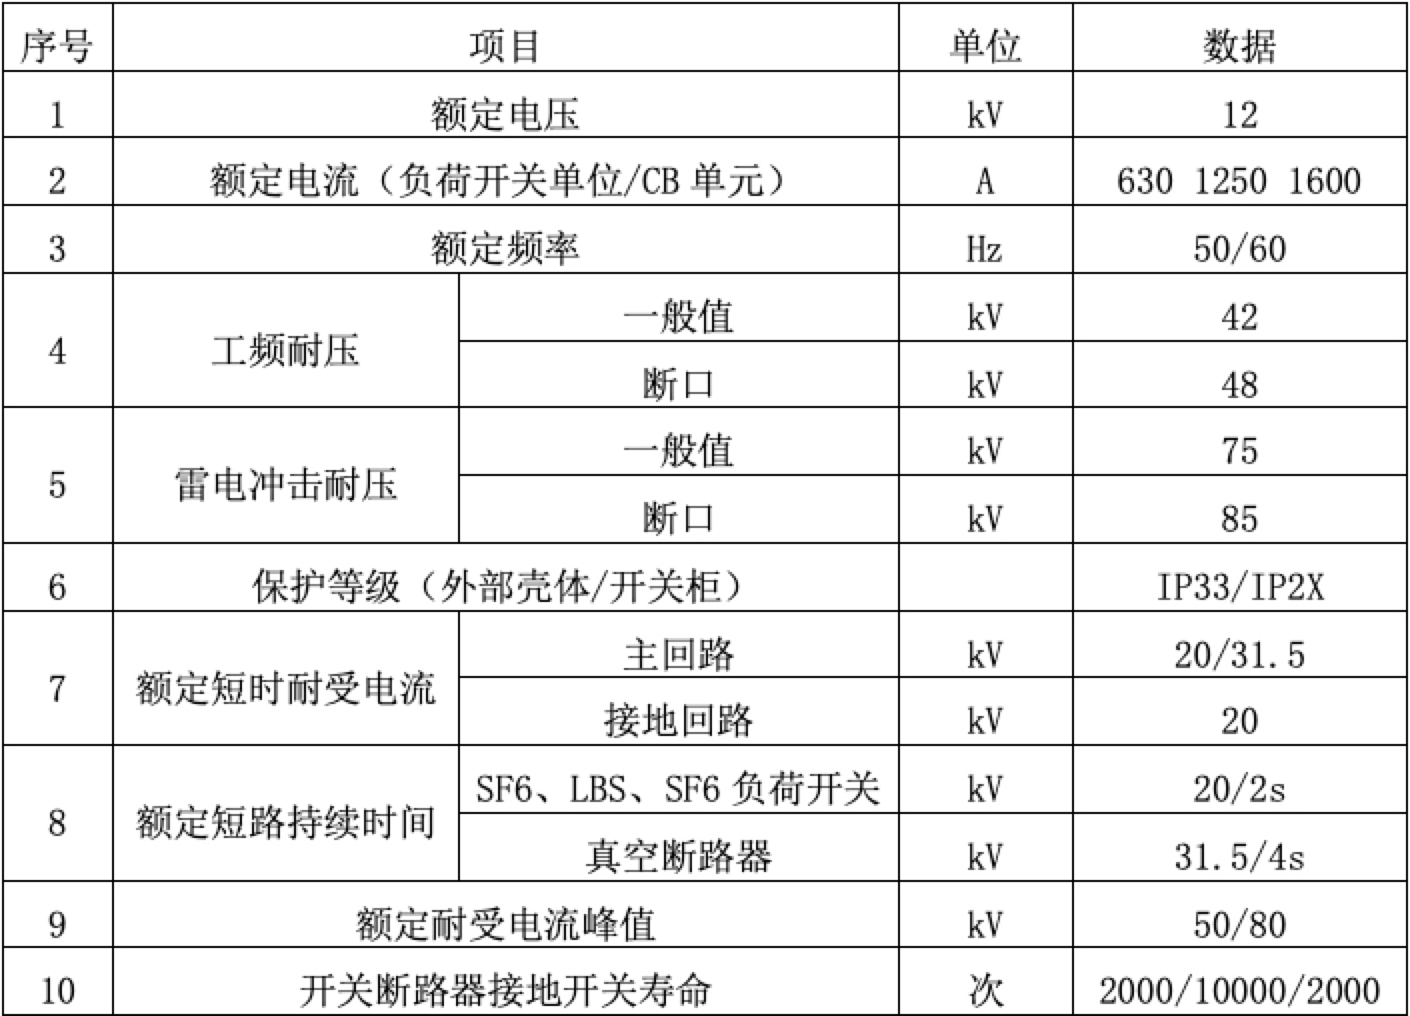 序号 项目 单位 数据
1 额定电压 kV 12
2 额定电流（负荷开关单位/CB 单元） A 630 1250 1600
3 额定频率 Hz 50/60
4 工频耐压 一般值 kV 42
断口 kV 48
5 雷电冲击耐压 一般值 kV 75
断口 kV 85
6 保护等级（外部壳体/开关柜） IP33/IP2X
7 额定短时耐受电流 主回路 kV 20/31.5
接地回路 kV 20
8 额定短路持续时间 SF6、LBS、SF6 负荷开关 kV 20/2s
真空断路器 kV 31.5/4s
9 额定耐受电流峰值 kV 50/80
10 开关断路器接地开关寿命 次 2000/10000/2000